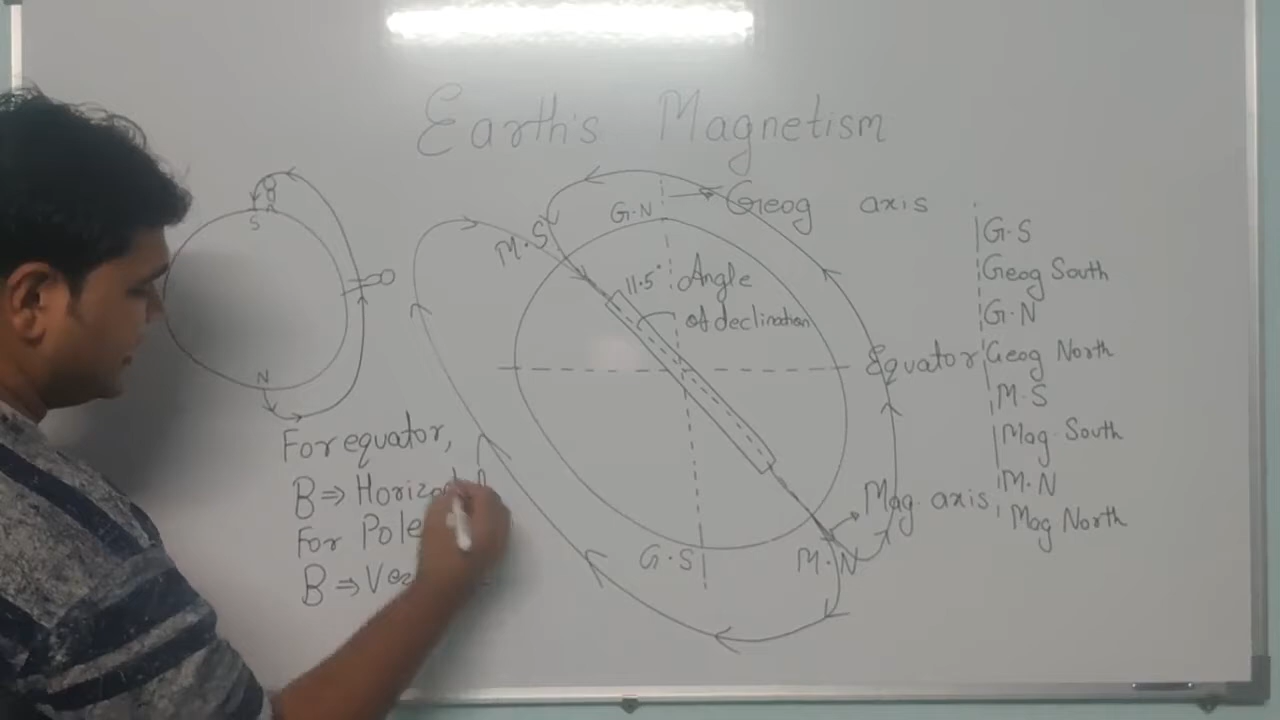 Earth's Magnetism
S
N
For equator,
B ⇒
For Pole
B ⇒
M.S
G.N
Geog axis
11.5° Angle
of declination
Equator
G.S
M.N
Mag. axis
G.S
Geog South
G.N
Geog North
M.S
Mag. South
M.N
Mag North